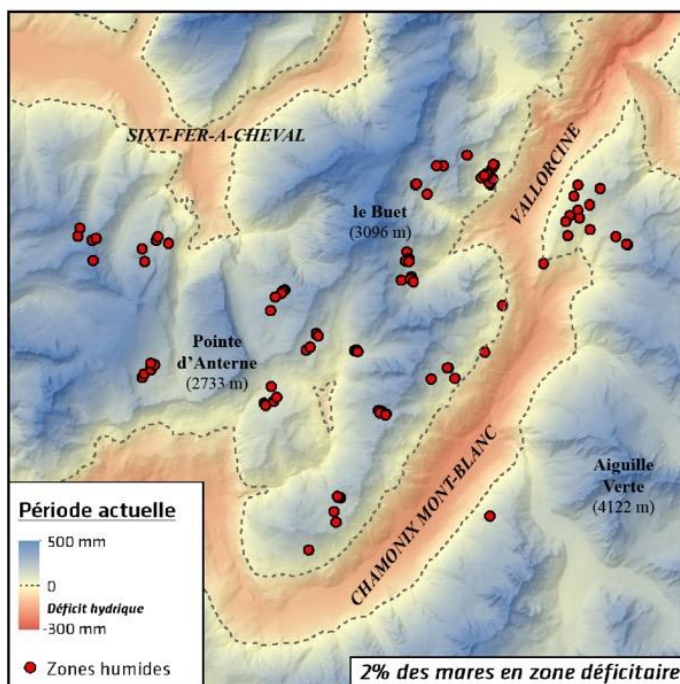 SIXT-FER-A-CHEVAL
VALLORCINE
le Buet
(3096 m)
Pointe
d'Anterne
(2733 m)
CHAMONIX MONT-BLANC
Aiguille
Verte
(4122 m)
Période actuelle
500 mm
0
Déficit hydrique
-300 mm
Zones humides
2% des mares en zone déficitaire